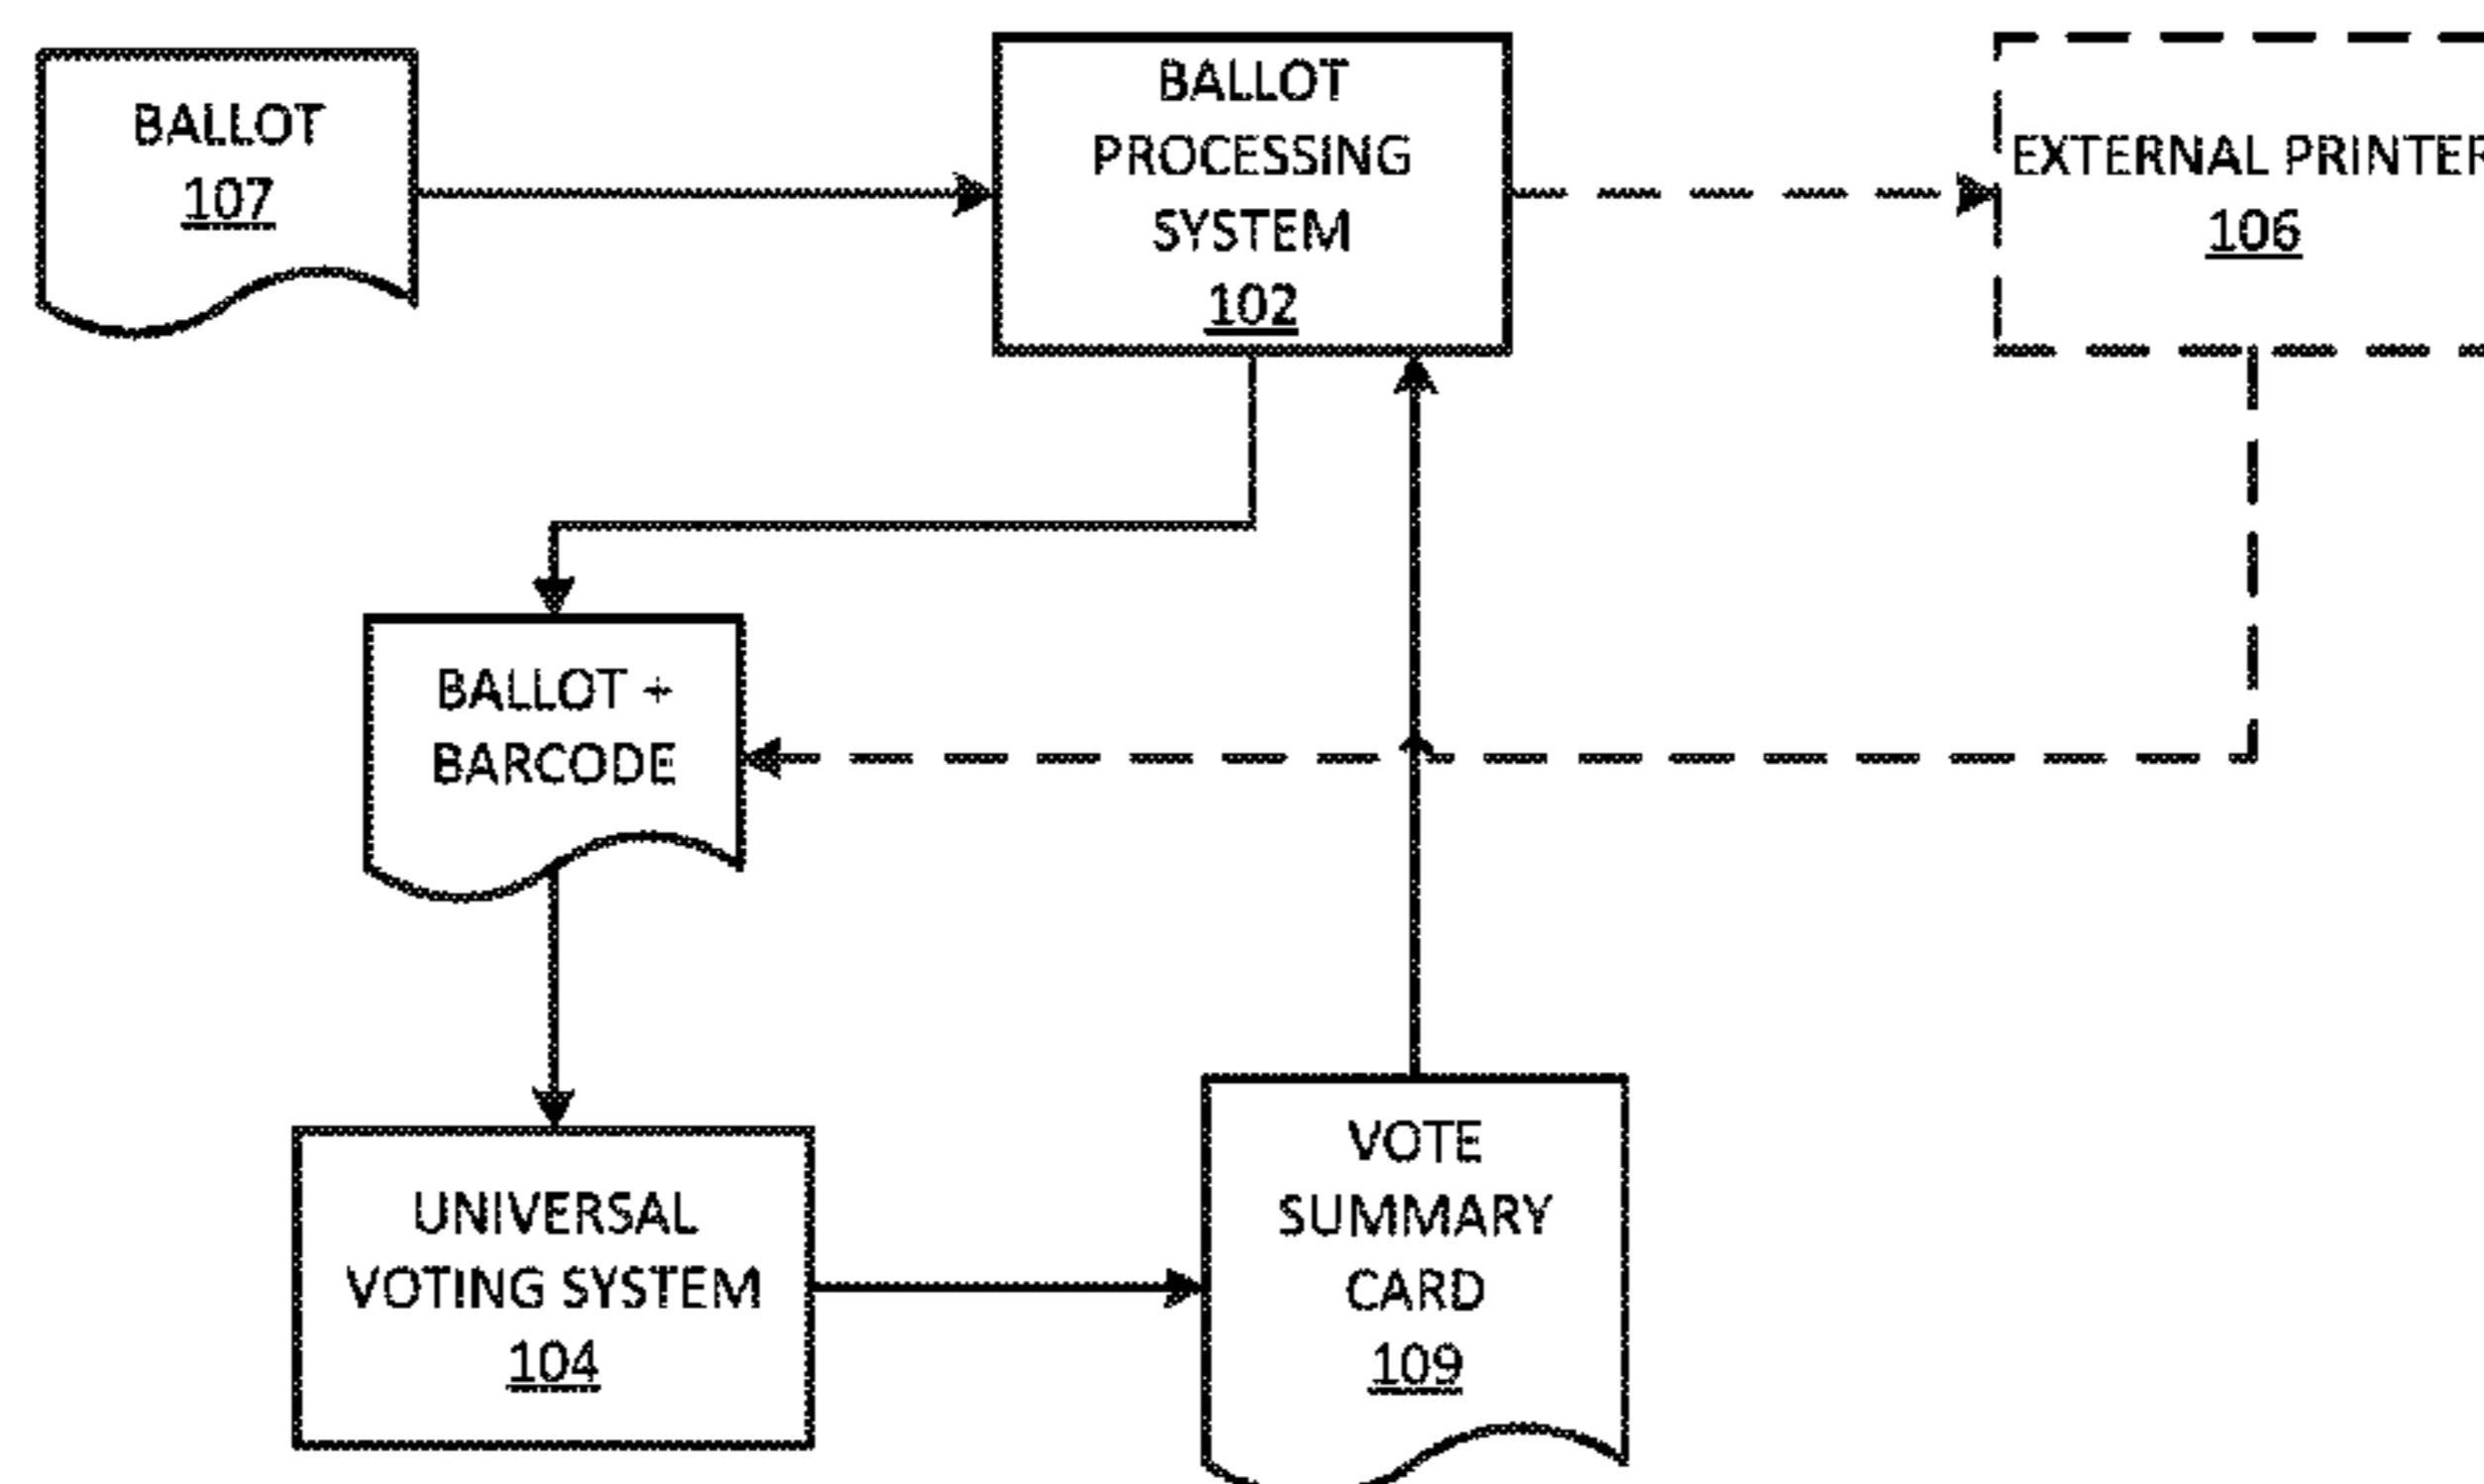 BALLOT
107
BALLOT
PROCESSING
SYSTEM
102
EXTERNAL PRINTER
106
BALLOT +
BARCODE
UNIVERSAL
VOTING SYSTEM
104
VOTE
SUMMARY
CARD
109